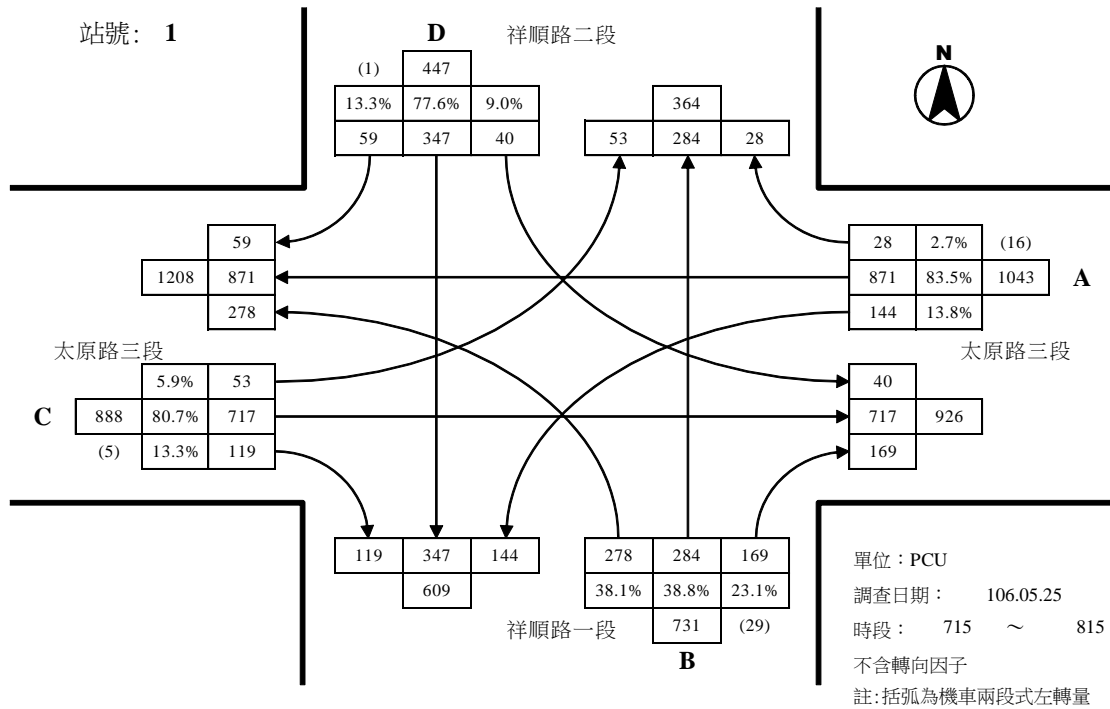 站號: 1
D
祥順路二段
N
(1)
447
13.3% 77.6% 9.0%
59 347 40
364
53 284 28
59
1208 871
278
28 2.7% (16)
871 83.5% 1043
144 13.8%
A
太原路三段
太原路三段
C
5.9% 53
888 80.7% 717
(5) 13.3% 119
40
717 926
169
119 347 144
609
278 284 169
38.1% 38.8% 23.1%
731 (29)
祥順路一段
B
單位：PCU
調查日期： 106.05.25
時段： 715 ～ 815
不含轉向因子
註:括弧為機車兩段式左轉量